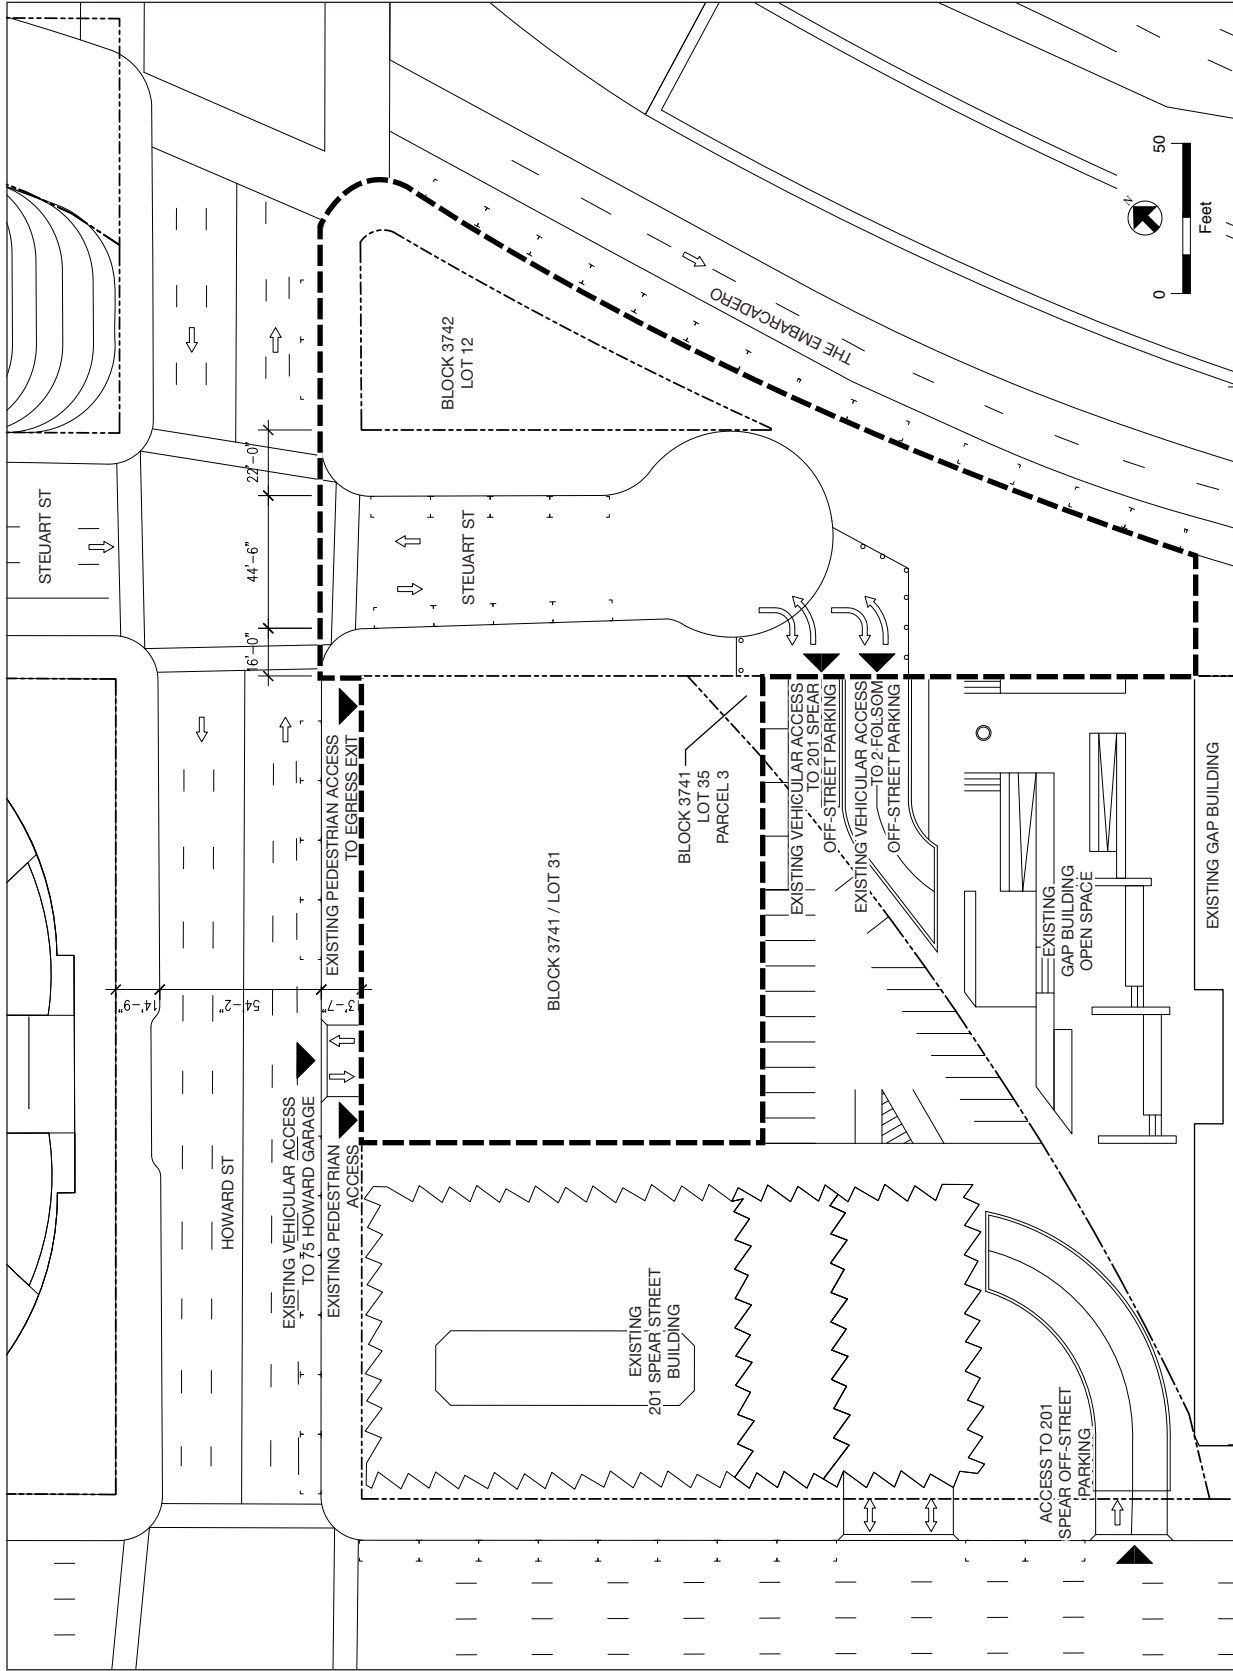 STEUART ST
22'-0"
44'-6"
16'-0"
BLOCK 3742
LOT 12
STEUART ST
THE EMBARCADERO
N
0
50
Feet
14'-9"
54'-2"
13'-7"
HOWARD ST
EXISTING PEDESTRIAN ACCESS
TO EGRESS EXIT
EXISTING VEHICULAR ACCESS
TO 75 HOWARD GARAGE
EXISTING PEDESTRIAN
ACCESS
BLOCK 3741 / LOT 31
BLOCK 3741
LOT 35
PARCEL 3
EXISTING VEHICULAR ACCESS
TO 201 SPEAR
OFF-STREET PARKING
EXISTING VEHICULAR ACCESS
TO 2 FOLSOM
OFF-STREET PARKING
EXISTING
GAP BUILDING
OPEN SPACE
EXISTING GAP BUILDING
EXISTING
201 SPEAR STREET
BUILDING
ACCESS TO 201
SPEAR OFF-STREET
PARKING